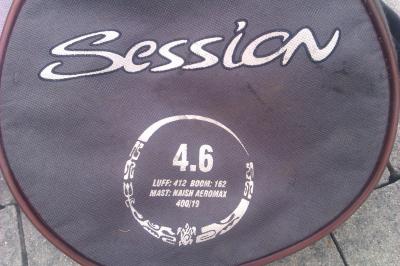 Session
4.6
LUFF: 412 BOOM: 162
MAST: NAISH AEROMAX
400/19